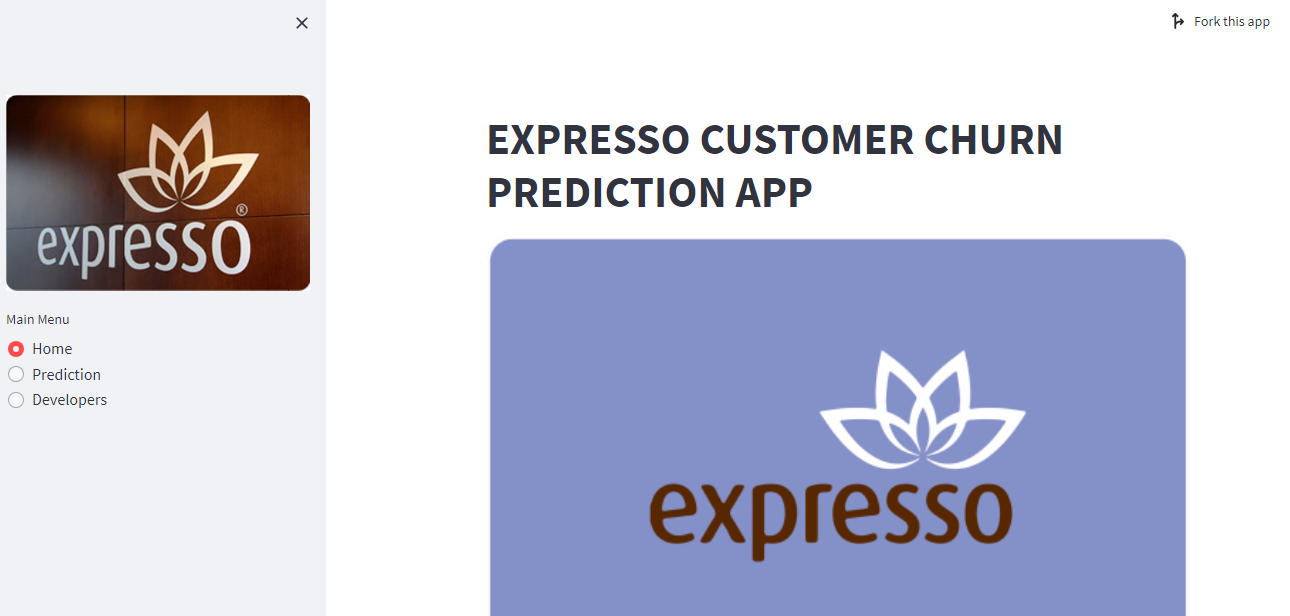 Fork this app
expresso
®
Main Menu
Home
Prediction
Developers
EXPRESSO CUSTOMER CHURN
PREDICTION APP
expresso